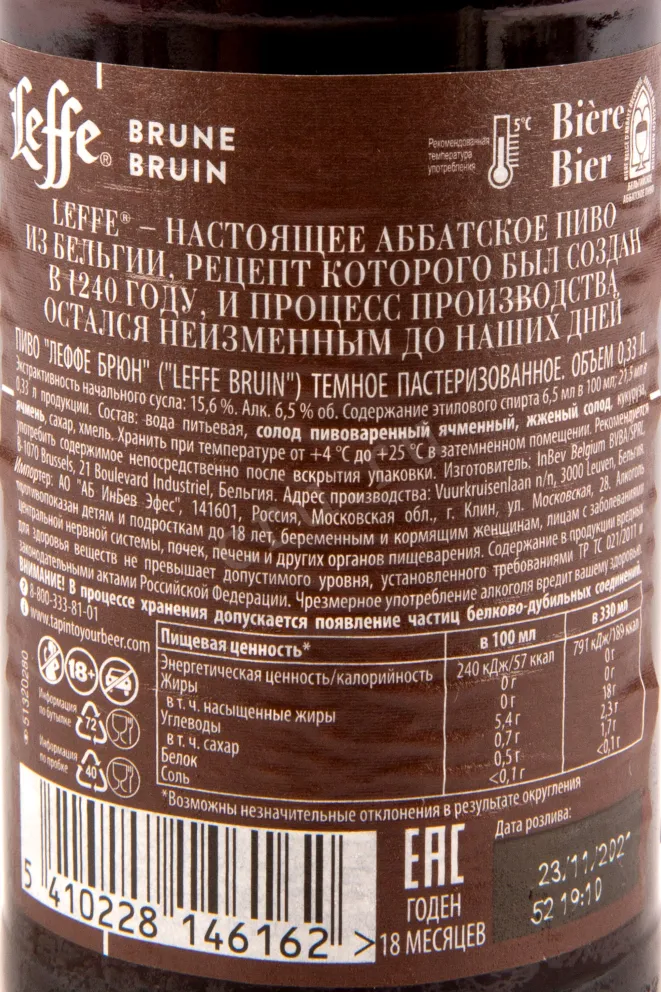 Leffe®
BRUNE
BRUIN
Рекомендованная
температура
употребления
5°C
Bière
Bier
LEFFE® – НАСТОЯЩЕЕ АББАТСКОЕ ПИВО
ИЗ БЕЛЬГИИ, РЕЦЕПТ КОТОРОГО БЫЛ СОЗДАН
В 1240 ГОДУ, И ПРОЦЕСС ПРОИЗВОДСТВА
ОСТАЛСЯ НЕИЗМЕННЫМ ДО НАШИХ ДНЕЙ
ПИВО "ЛЕФФЕ БРЮН" ("LEFFE BRUIN") ТЕМНОЕ ПАСТЕРИЗОВАННОЕ. ОБЪЕМ 0,33 Л.
Экстрактивность начального сусла: 15,6 %. Алк. 6,5 % об. Содержание этилового спирта 6,5 мл в 100 мл; 21,5 мл в
0,33 л продукции. Состав: вода питьевая, солод пивоваренный ячменный, жженый солод, кукуруза,
ячмень, сахар, хмель. Хранить при температуре от +4 °C до +25 °C в затемненном помещении. Рекомендуется
употребить содержимое непосредственно после вскрытия упаковки. Изготовитель: InBev Belgium BVBA/SPRL,
B-1070 Brussels, 21 Boulevard Industriel, Бельгия. Адрес производства: Vuurkruisenlaan n/n, 3000 Leuven, Бельгия.
Импортер: АО "АБ ИнБев Эфес", 141601, Россия, Московская обл., г. Клин, ул. Московская, 28. Алкоголь
противопоказан детям и подросткам до 18 лет, беременным и кормящим женщинам, лицам с заболеваниями
центральной нервной системы, почек, печени и других органов пищеварения. Содержание в продукции вредных
для здоровья веществ не превышает допустимого уровня, установленного требованиями ТР ТС 021/2011 и
законодательными актами Российской Федерации. Чрезмерное употребление алкоголя вредит вашему здоровью.
ВНИМАНИЕ! В процессе хранения допускается появление частиц белково-дубильных соединений.
8-800-333-81-01
www.tapintoyourbeer.com
Пищевая ценность* в 100 мл в 330 мл
Энергетическая ценность/калорийность 240 кДж/57 ккал 791 кДж/189 ккал
Жиры 0 г 0 г
в т. ч. насыщенные жиры 0 г 0 г
Углеводы 5,4 г 18 г
в т. ч. сахар 0,7 г 2,3 г
Белок 0,5 г 1,7 г
Соль <0,1 г <0,1 г
*Возможны незначительные отклонения в результате округления
18+
51320280
Информация
по бутылке
72
Информация
по пробке
40
5 410228 146162 >
EAC
ГОДЕН
18 МЕСЯЦЕВ
Дата розлива:
23/11/2021
52 19:10